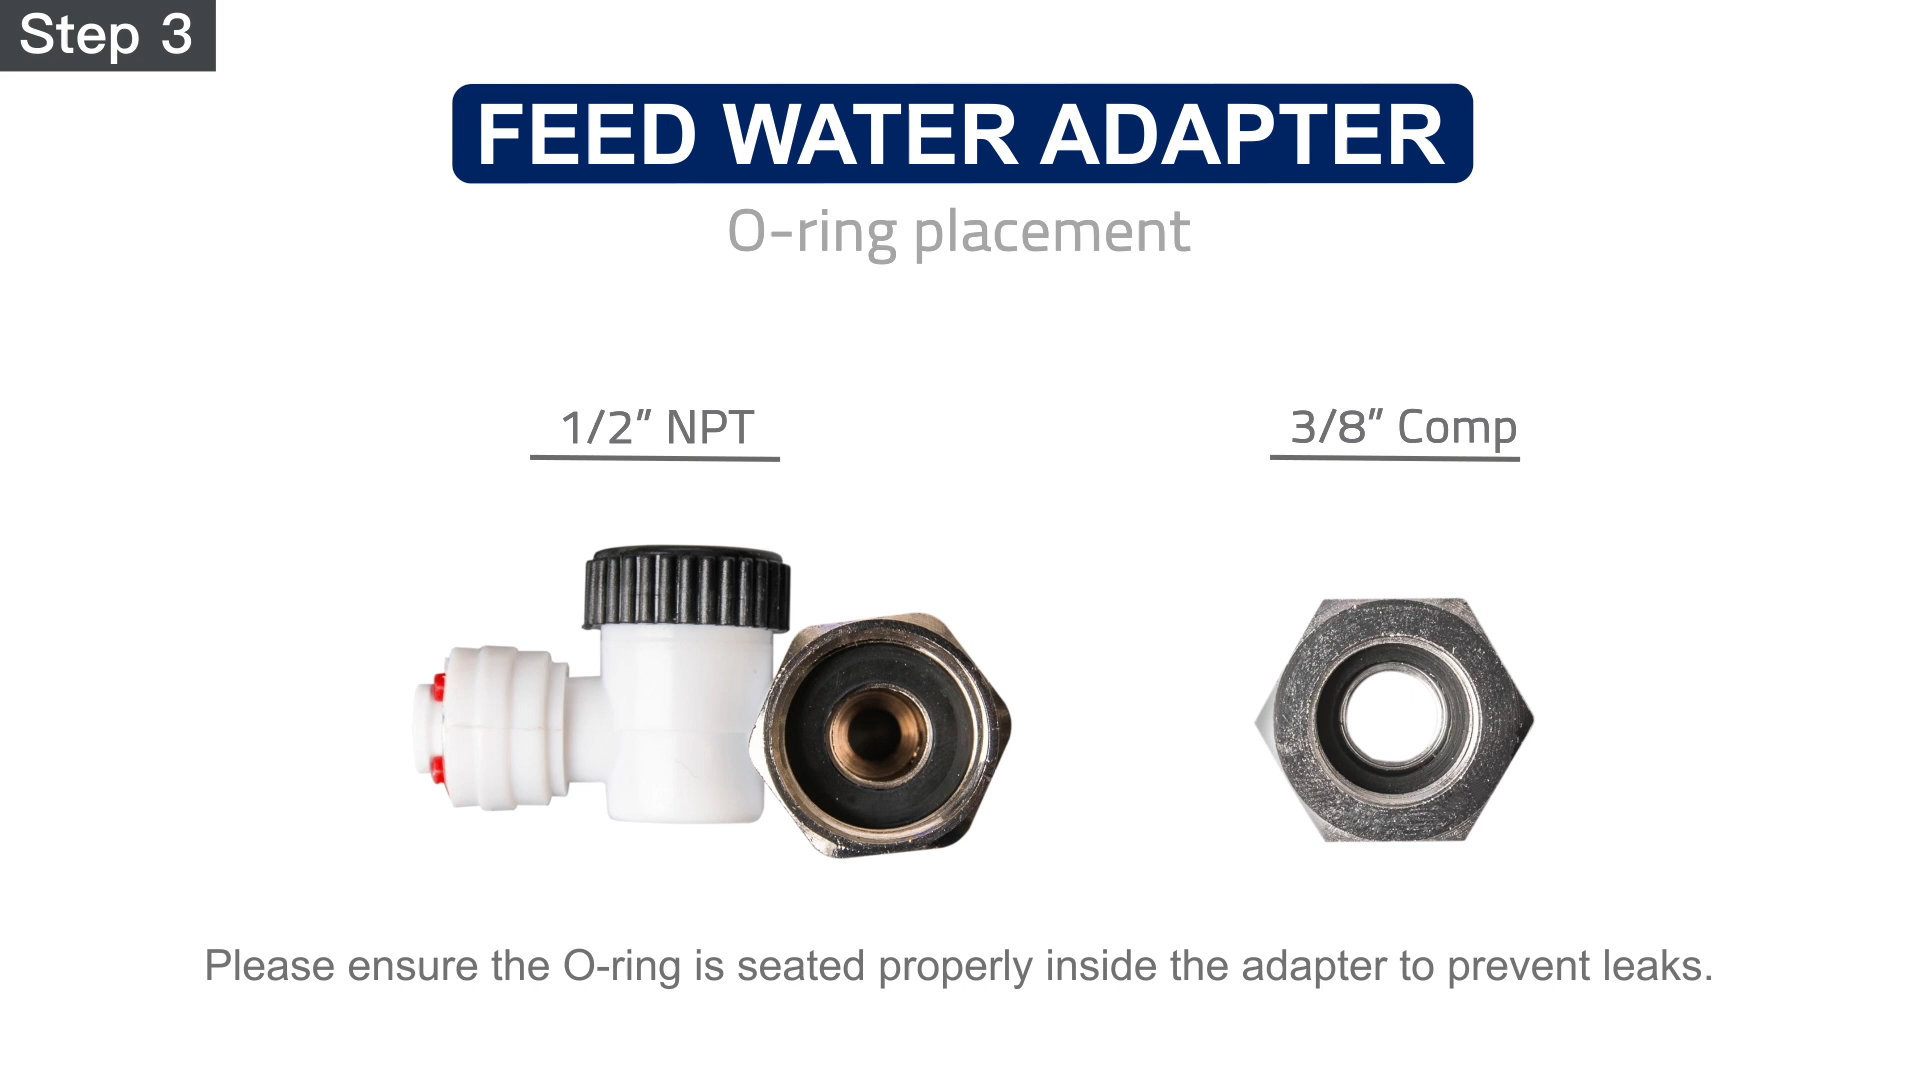 Step 3
FEED WATER ADAPTER
O-ring placement
1/2” NPT
3/8” Comp
Please ensure the O-ring is seated properly inside the adapter to prevent leaks.